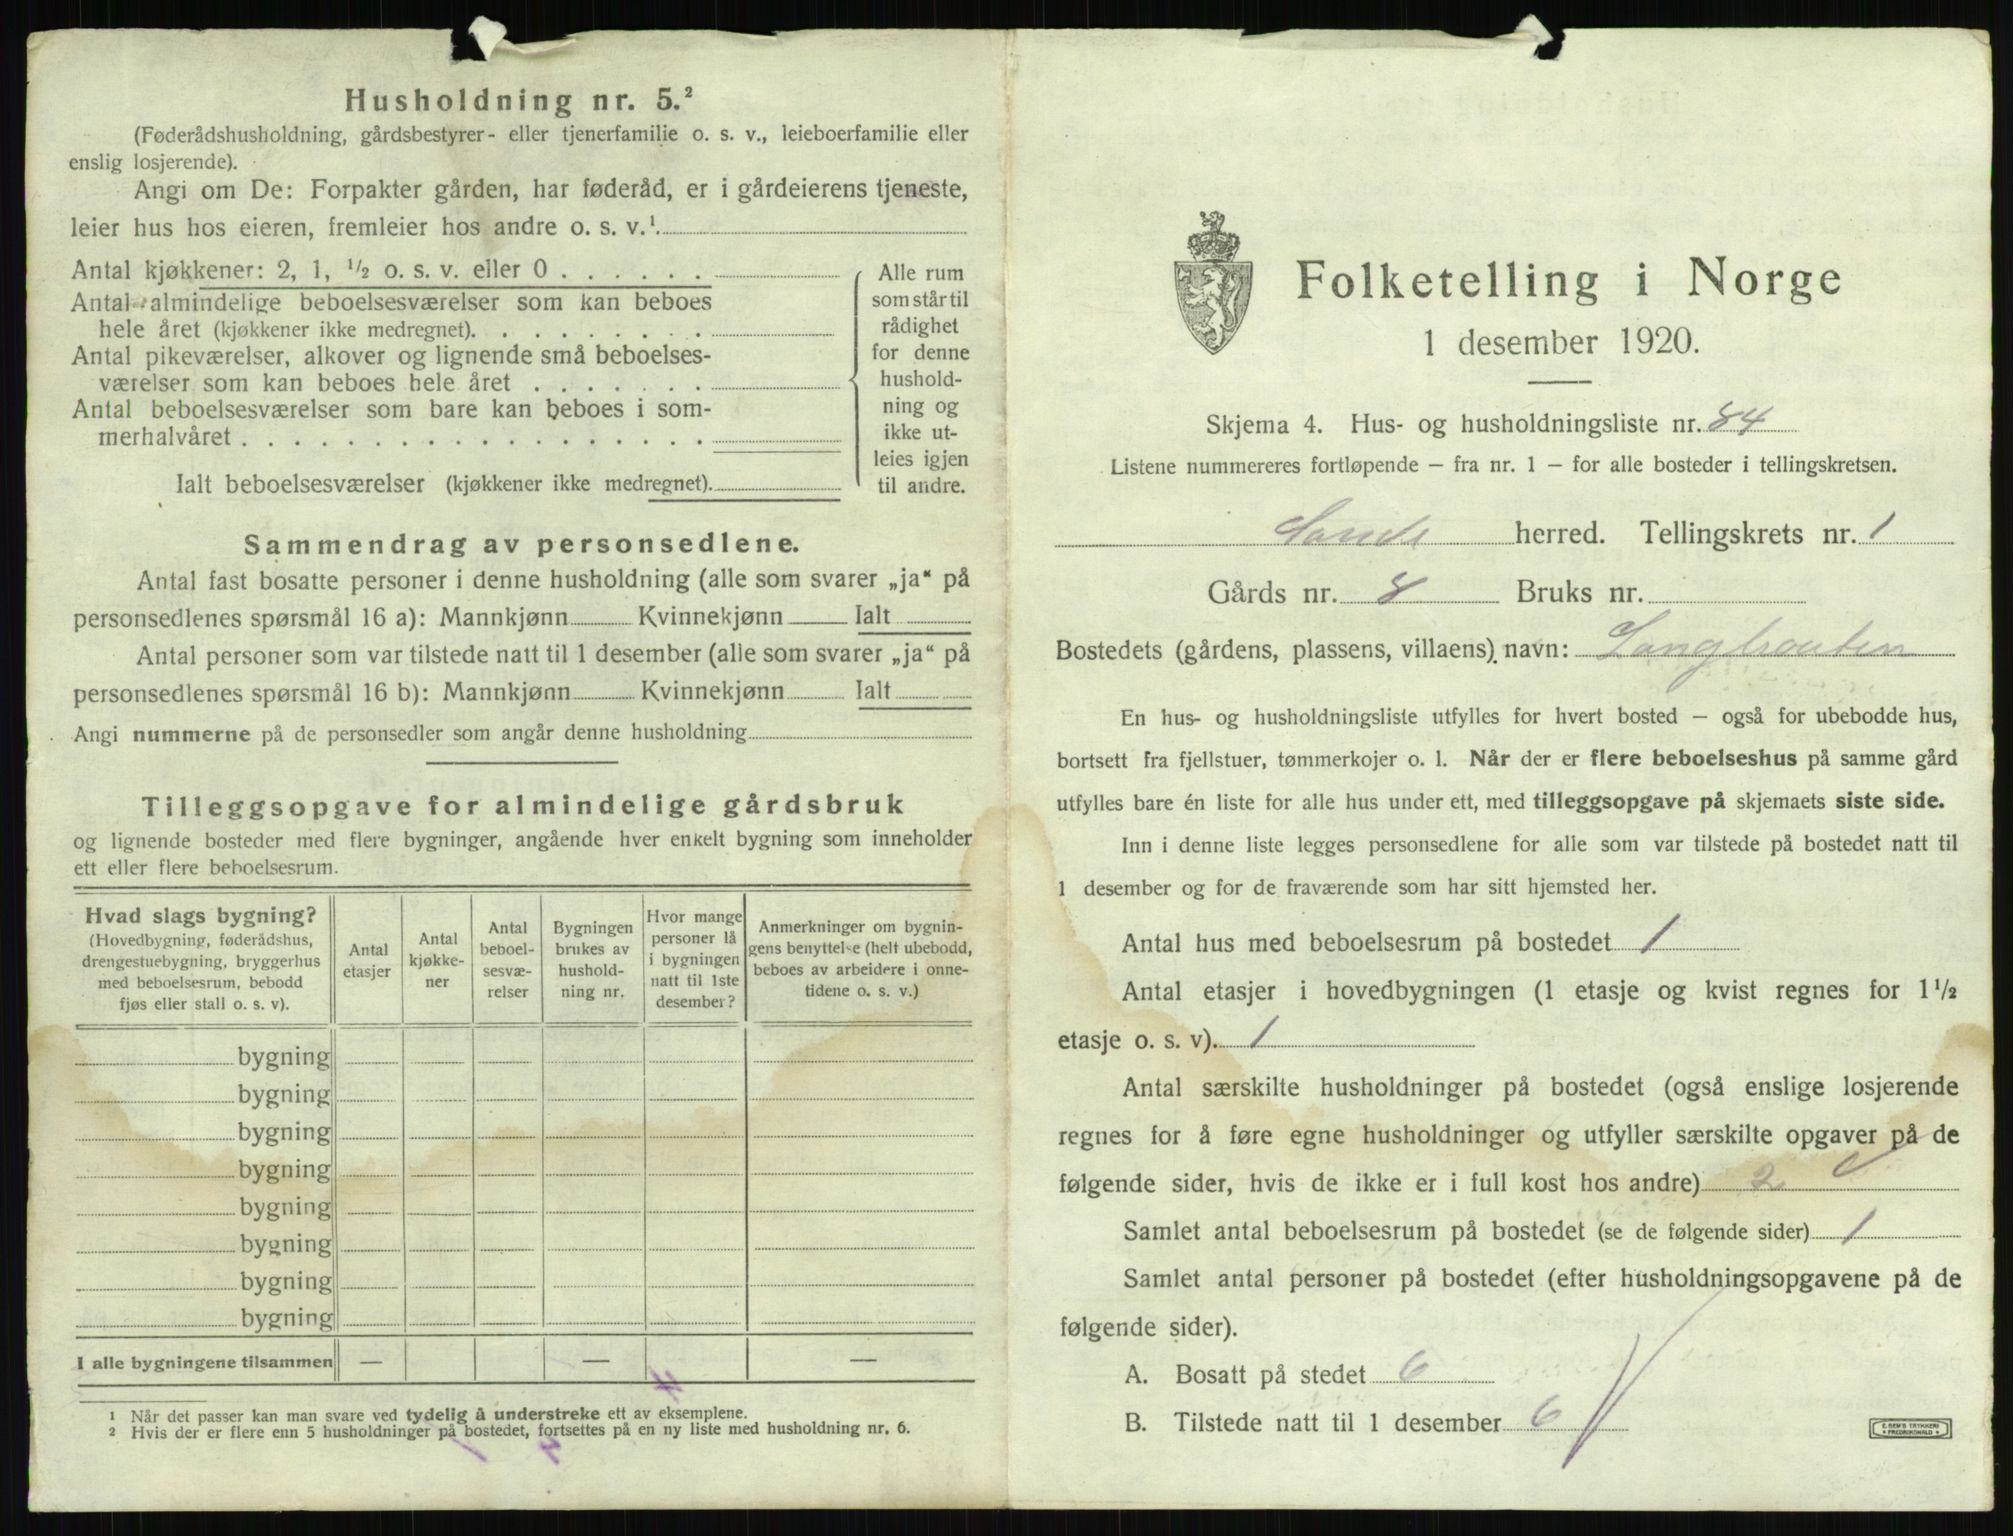 Husholdning nr. 5.²
(Føderådshusholdning, gårdsbestyrer- eller tjenerfamilie o. s. v., leieboerfamilie eller
enslig losjerende).
Angi om De: Forpakter gården, har føderåd, er i gårdeierens tjeneste,
leier hus hos eieren, fremleier hos andre o. s. v.¹.
Antal kjøkkener: 2, 1, ½ o. s. v. eller 0 . . . . . .
Antal almindelige beboelsesværelser som kan beboes
hele året (kjøkkener ikke medregnet). . . . . . . . .
Antal pikeværelser, alkover og lignende små beboelses-
værelser som kan beboes hele året . . . . . . .
Antal beboelsesværelser som bare kan beboes i som-
merhalvåret . . . . . . . . . . . . . . . . . .
Ialt beboelsesværelser (kjøkkener ikke medregnet).
Alle rum
som står til
rådighet
for denne
hushold-
ning og
ikke ut-
leies igjen
til andre.
Sammendrag av personsedlene.
Antal fast bosatte personer i denne husholdning (alle som svarer „ja“ på
personsedlenes spørsmål 16 a): Mannkjønn Kvinnekjønn Ialt
Antal personer som var tilstede natt til 1 desember (alle som svarer „ja“ på
personsedlenes spørsmål 16 b): Mannkjønn Kvinnekjønn Ialt
Angi nummerne på de personsedler som angår denne husholdning
Tilleggsopgave for almindelige gårdsbruk
og lignende bosteder med flere bygninger, angående hver enkelt bygning som inneholder
ett eller flere beboelsesrum.
Hvad slags bygning?
(Hovedbygning, føderådshus,
drengestuebygning, bryggerhus
med beboelsesrum, bebodd
fjøs eller stall o. s. v).
Antal
etasjer
Antal
kjøkke-
ner
Antal
beboel-
sesvæ-
relser
Bygningen
brukes av
hushold-
ning nr.
Hvor mange
personer lå
i bygningen
natt til 1ste
desember?
Anmerkninger om bygnin-
gens benyttelse (helt ubebodd,
beboes av arbeidere i onne-
tidene o. s. v.)
bygning
bygning
bygning
bygning
bygning
bygning
bygning
bygning
I alle bygningene tilsammen — — —
¹ Når det passer kan man svare ved tydelig å understreke ett av eksemplene.
² Hvis der er flere enn 5 husholdninger på bostedet, fortsettes på en ny liste med husholdning nr. 6.
Folketelling i Norge
1 desember 1920.
Skjema 4. Hus- og husholdningsliste nr. 84
Listene nummereres fortløpende – fra nr. 1 – for alle bosteder i tellingskretsen.
Sande herred. Tellingskrets nr. 1
Gårds nr. 8 Bruks nr.
Bostedets (gårdens, plassens, villaens) navn:
En hus- og husholdningsliste utfylles for hvert bosted – også for ubebodde hus,
bortsett fra fjellstuer, tømmerkojer o. l. Når der er flere beboelseshus på samme gård
utfylles bare én liste for alle hus under ett, med tilleggsopgave på skjemaets siste side.
Inn i denne liste legges personsedlene for alle som var tilstede på bostedet natt til
1 desember og for de fraværende som har sitt hjemsted her.
Antal hus med beboelsesrum på bostedet 1
Antal etasjer i hovedbygningen (1 etasje og kvist regnes for 1½
etasje o. s. v). 1
Antal særskilte husholdninger på bostedet (også enslige losjerende
regnes for å føre egne husholdninger og utfyller særskilte opgaver på de
følgende sider, hvis de ikke er i full kost hos andre) 2
Samlet antal beboelsesrum på bostedet (se de følgende sider) 1
Samlet antal personer på bostedet (efter husholdningsopgavene på de
følgende sider).
A. Bosatt på stedet 6
B. Tilstede natt til 1 desember 6
E. SEM'S TRYKKERI
FREDRIKSHALD